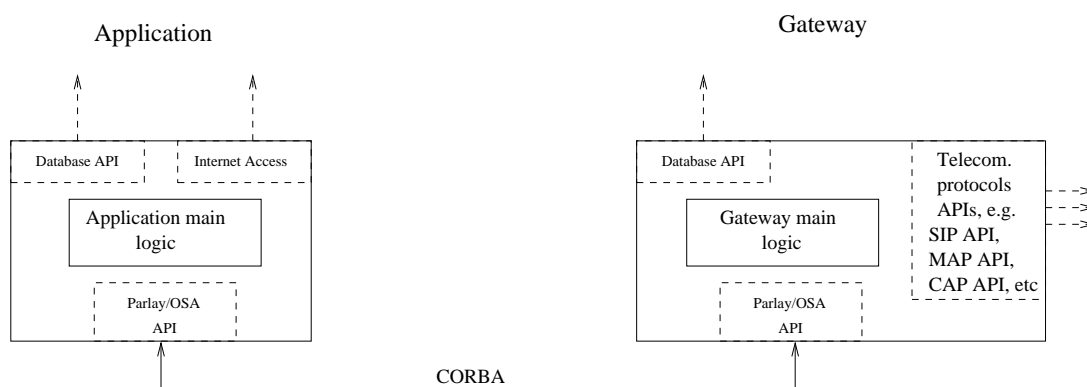 Application
Gateway
Database API
Internet Access
Application main
logic
Parlay/OSA
API
Database API
Gateway main
logic
Parlay/OSA
API
Telecom.
protocols
APIs, e.g.
SIP API,
MAP API,
CAP API, etc
CORBA